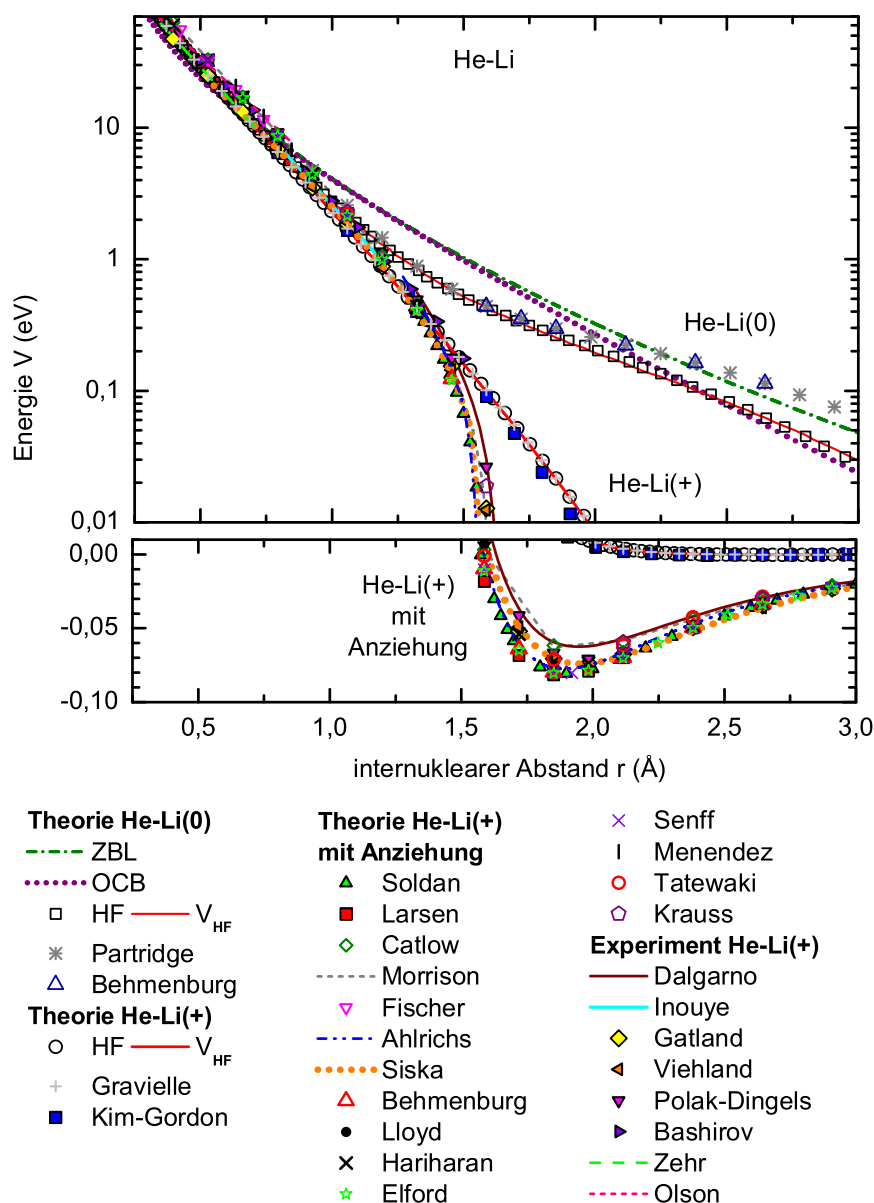 He-Li
10
1
0,1
0,01
Energie V (eV)
He-Li(0)
He-Li(+)
0,00
-0,05
-0,10
He-Li(+)
mit
Anziehung
0,5 1,0 1,5 2,0 2,5 3,0
internuklearer Abstand r (Å)
Theorie He-Li(0)
ZBL
OCB
HF V_HF
Partridge
Behmenburg
Theorie He-Li(+)
HF V_HF
Gravielle
Kim-Gordon
Theorie He-Li(+)
mit Anziehung
Soldan
Larsen
Catlow
Morrison
Fischer
Ahlrichs
Siska
Behmenburg
Lloyd
Hariharan
Elford
Senff
Menendez
Tatewaki
Krauss
Experiment He-Li(+)
Dalgarno
Inouye
Gatland
Viehland
Polak-Dingels
Bashirov
Zehr
Olson